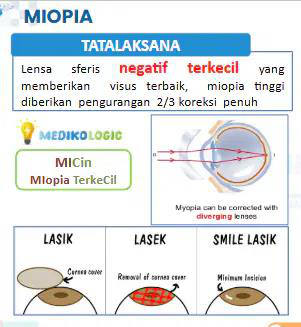 MIOPIA
TATALAKSANA
Lensa sferis negatif terkecil yang
memberikan visus terbaik, miopia tinggi
diberikan pengurangan 2/3 koreksi penuh
MEDIKOLOGIC
MICin
MIopia TerkeCil
Myopia can be corrected with
diverging lenses
LASIK
LASEK
SMILE LASIK
Cornea cover
Removal of cornea cover
Minimum Incision